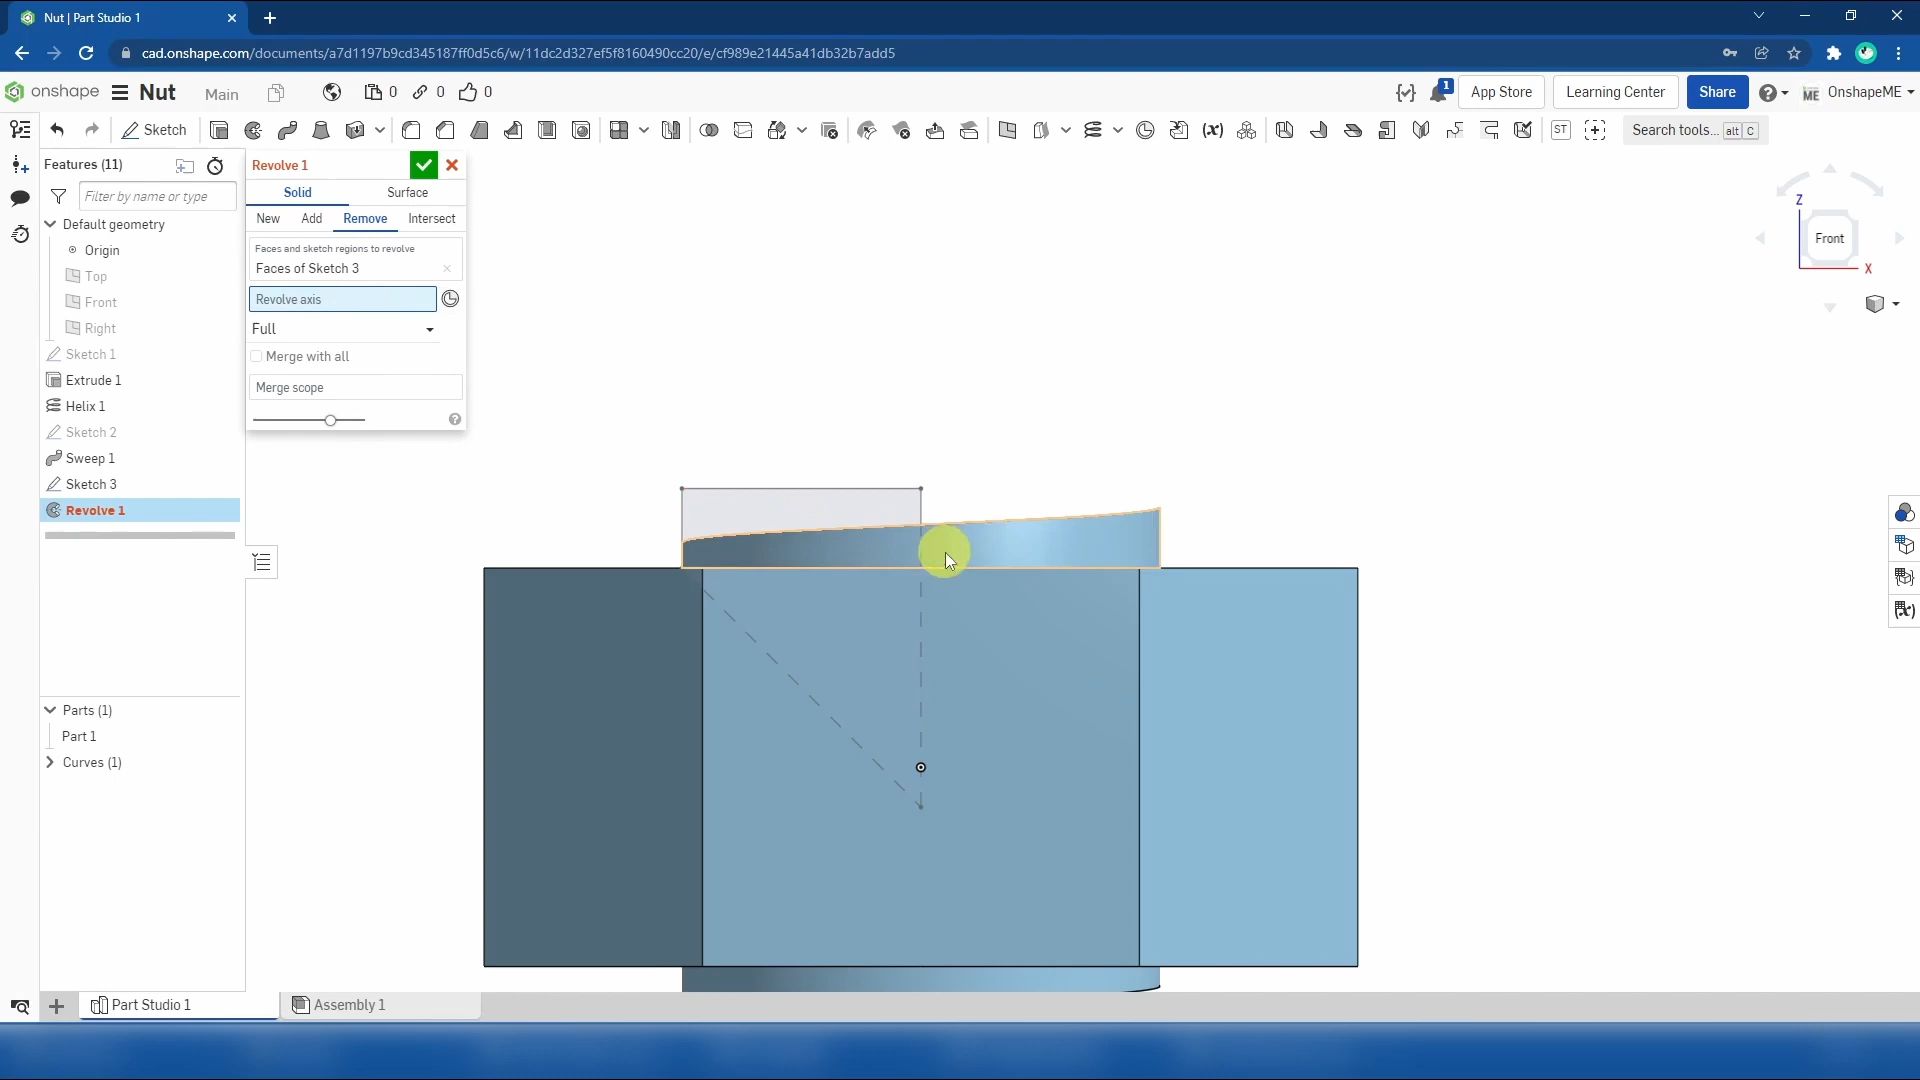 Nut | Part Studio 1
cad.onshape.com/documents/a7d1197b9cd345187ff0d5c6/w/11dc2d327ef5f8160490cc20/e/cf989e21445a41db32b7add5
onshape Nut Main 0 0 0 1 App Store Learning Center Share ME OnshapeME
Sketch (x) ST Search tools... alt C
Features (11)
Filter by name or type
Default geometry
Origin
Top
Front
Right
Sketch 1
Extrude 1
Helix 1
Sketch 2
Sweep 1
Sketch 3
Revolve 1
Parts (1)
Part 1
Curves (1)
Revolve 1
Solid Surface
New Add Remove Intersect
Faces and sketch regions to revolve
Faces of Sketch 3
Revolve axis
Full
Merge with all
Merge scope
Z
Front
X
(x)
Part Studio 1 Assembly 1